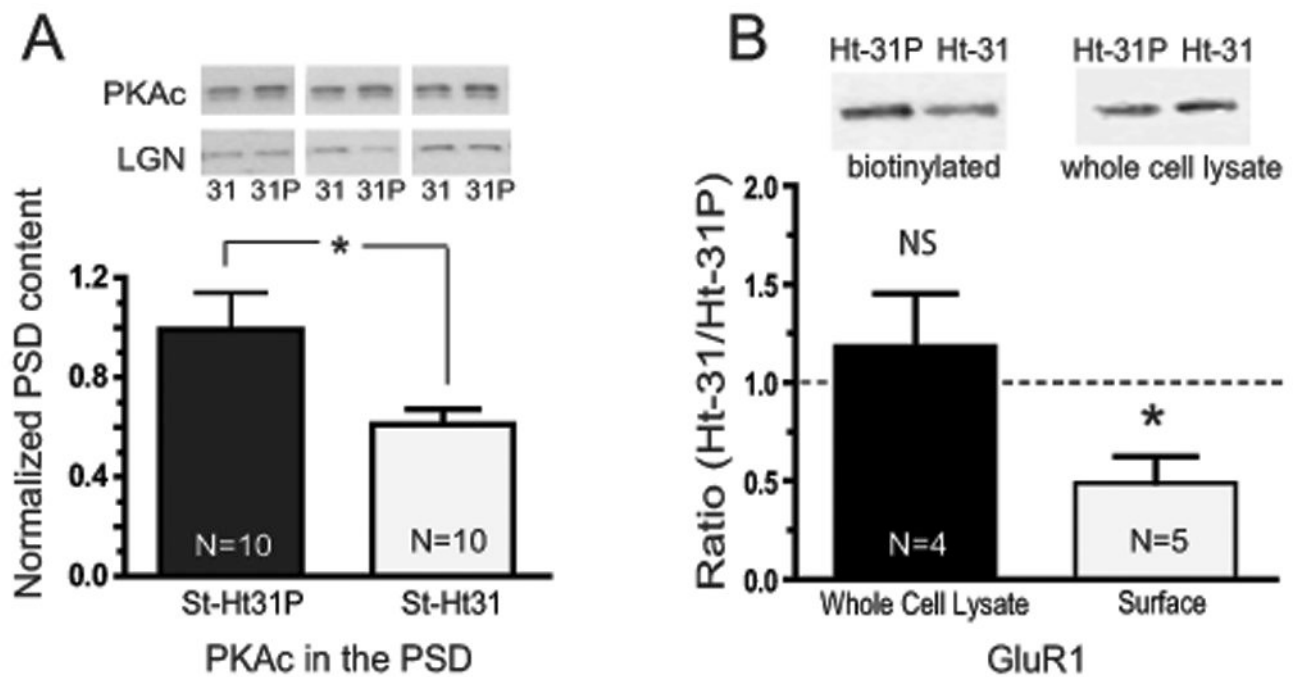 A
PKAc
LGN
31 31P 31 31P 31 31P
Normalized PSD content
*
1.2
0.8
0.4
0.0
N=10
N=10
St-Ht31P St-Ht31
PKAc in the PSD
B
Ht-31P Ht-31 Ht-31P Ht-31
biotinylated whole cell lysate
Ratio (Ht-31/Ht-31P)
2.0
1.5
1.0
0.5
0.0
NS
*
N=4
N=5
Whole Cell Lysate Surface
GluR1